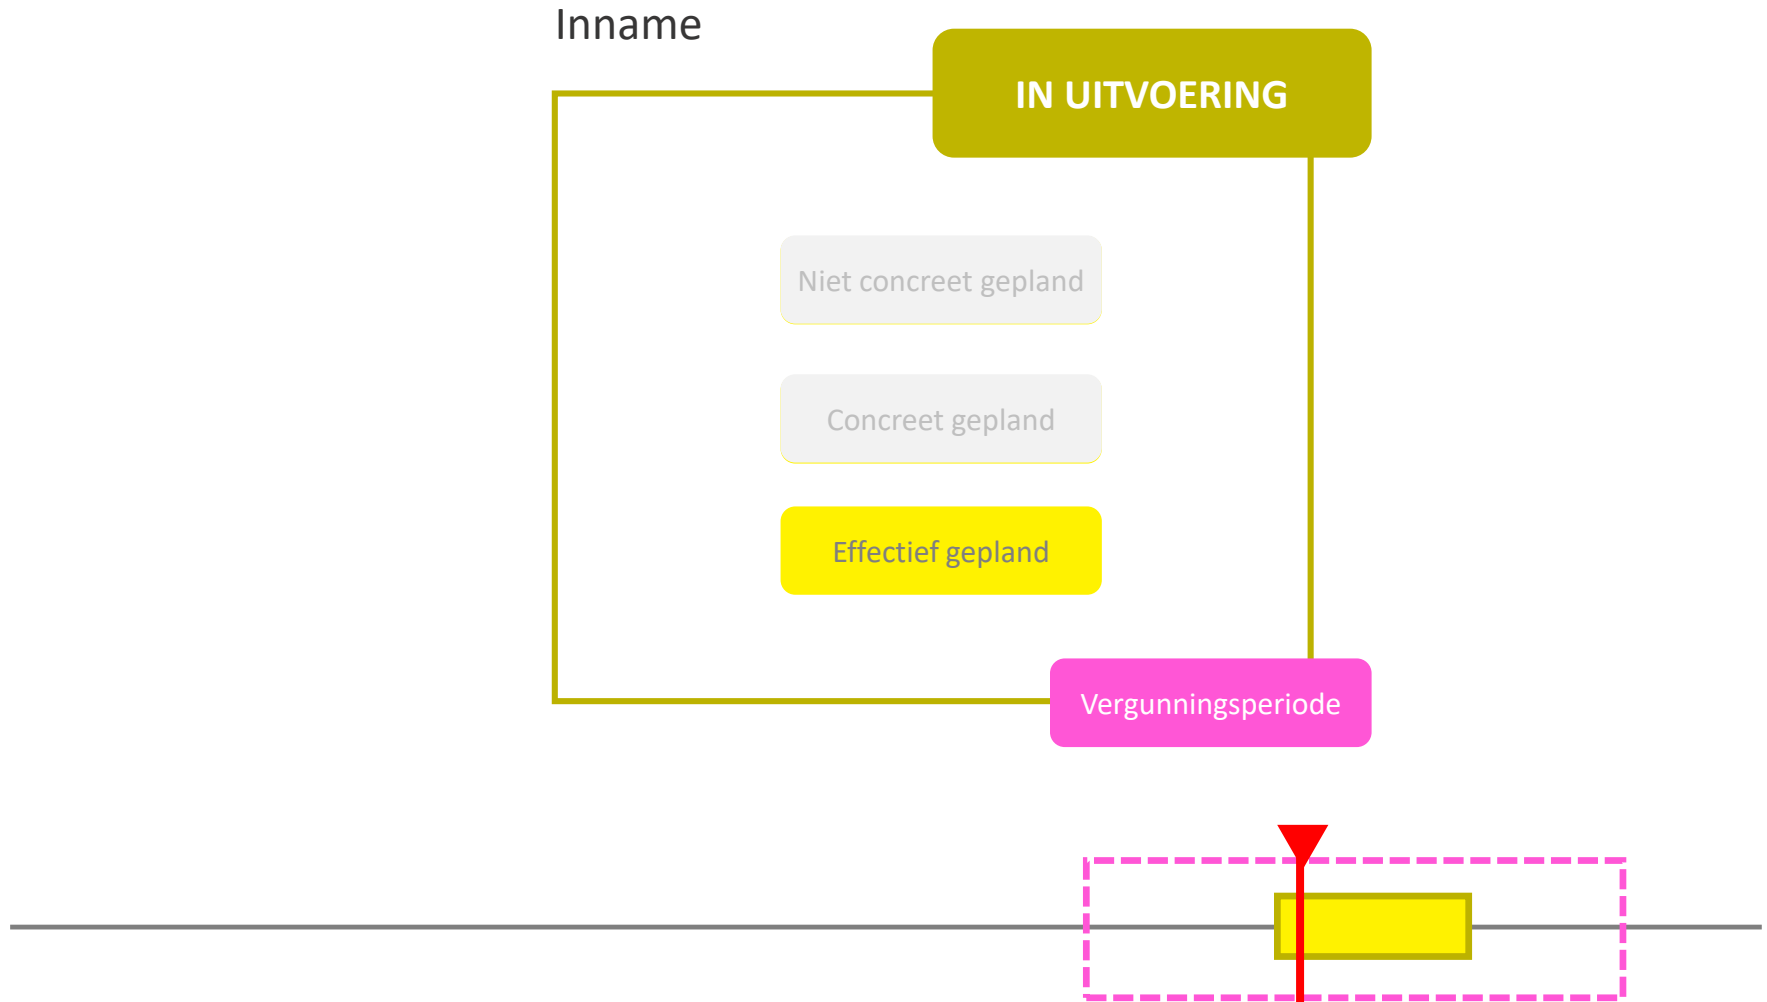 Inname
IN UITVOERING
Niet concreet gepland
Concreet gepland
Effectief gepland
Vergunningsperiode